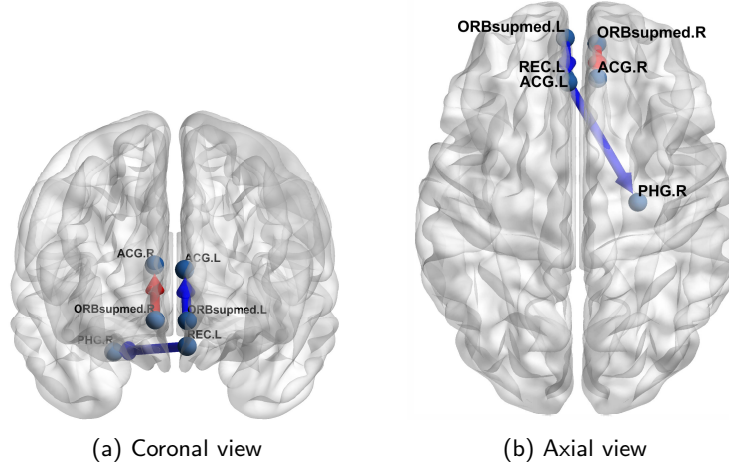 ORBsupmed.L
ORBsupmed.R
REC.L
ACG.R
ACG.L
PHG.R
ACG.R
ACG.L
ORBsupmed.R
ORBsupmed.L
REC.L
PHG.R
(a) Coronal view
(b) Axial view